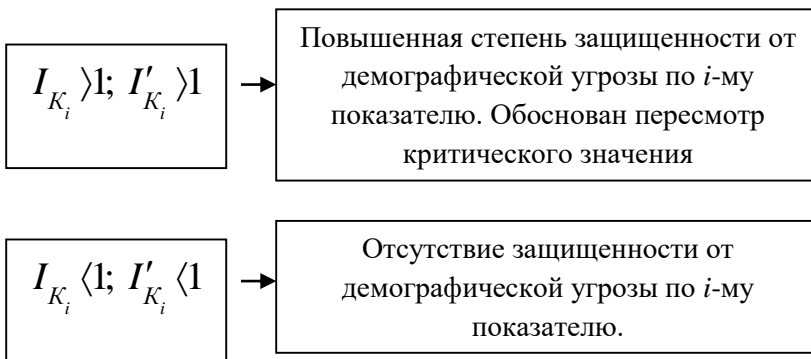 I_{K_i} ⟩1; I′_{K_i} ⟩1
Повышенная степень защищенности от
демографической угрозы по i-му
показателю. Обоснован пересмотр
критического значения
I_{K_i} ⟨1; I′_{K_i} ⟨1
Отсутствие защищенности от
демографической угрозы по i-му
показателю.